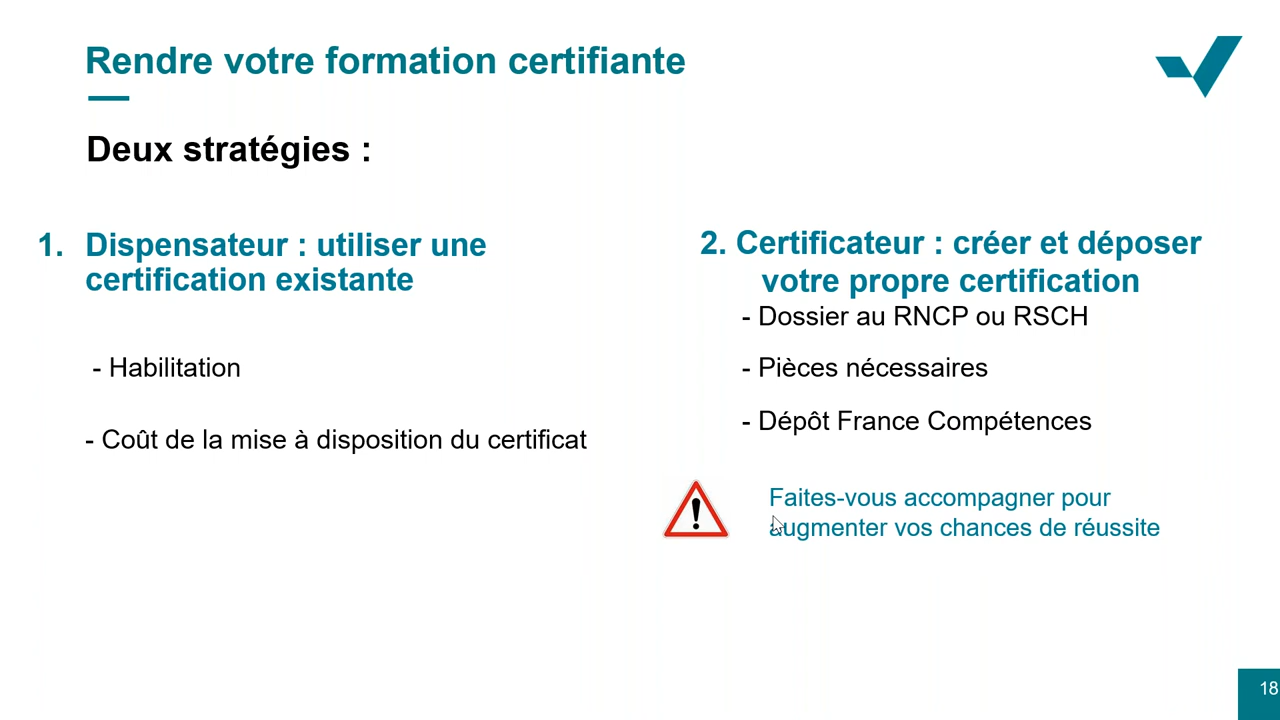 Rendre votre formation certifiante
Deux stratégies :
1. Dispensateur : utiliser une
certification existante
- Habilitation
- Coût de la mise à disposition du certificat
2. Certificateur : créer et déposer
votre propre certification
- Dossier au RNCP ou RSCH
- Pièces nécessaires
- Dépôt France Compétences
Faites-vous accompagner pour
augmenter vos chances de réussite
18